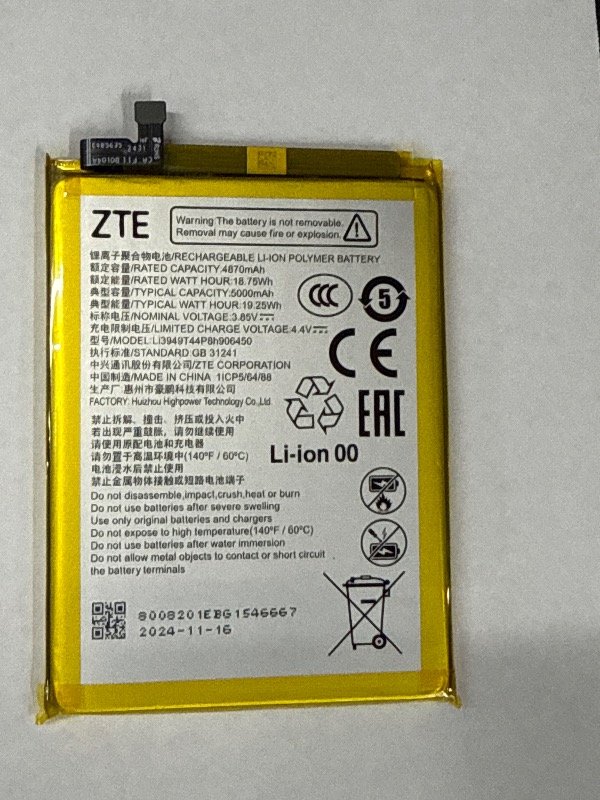 ZTE
Warning:The battery is not removable.
Removal may cause fire or explosion.
锂离子聚合物电池/RECHARGEABLE LI-ION POLYMER BATTERY
额定容量/RATED CAPACITY:4870mAh
额定能量/RATED WATT HOUR:18.75Wh
典型容量/TYPICAL CAPACITY:5000mAh
典型能量/TYPICAL WATT HOUR:19.25Wh
标称电压/NOMINAL VOLTAGE:3.85V⎓
充电限制电压/LIMITED CHARGE VOLTAGE:4.4V⎓
型号/MODEL:Li3949T44P8h906450
执行标准/STANDARD:GB 31241
中兴通讯股份有限公司/ZTE CORPORATION
中国制造/MADE IN CHINA 1ICP5/64/88
生产厂:惠州市豪鹏科技有限公司
FACTORY: Huizhou Highpower Technology Co.,Ltd.
CCC
5
CE
EAC
Li-ion 00
禁止拆解、撞击、挤压或投入火中
若出现严重鼓胀，请勿继续使用
请使用原配电池和充电器
请勿置于高温环境中(140°F / 60°C)
电池浸水后禁止使用
禁止金属物体接触或短路电池端子
Do not disassemble,impact,crush,heat or burn
Do not use batteries after severe swelling
Use only original batteries and chargers
Do not expose to high temperature(140°F / 60°C)
Do not use batteries after water immersion
Do not allow metal objects to contact or short circuit
the battery terminals
8008201EBG1546667
2024-11-16